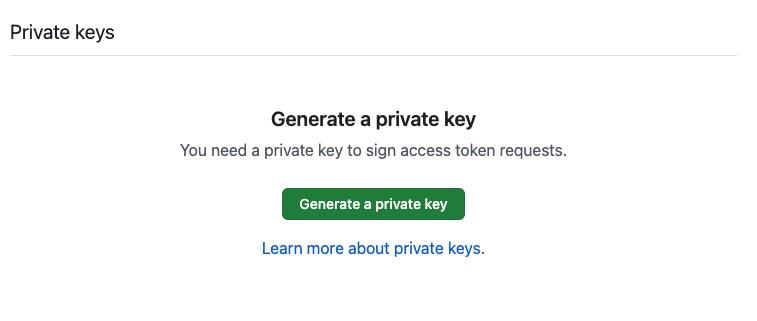 Private keys
Generate a private key
You need a private key to sign access token requests.
Generate a private key
Learn more about private keys.